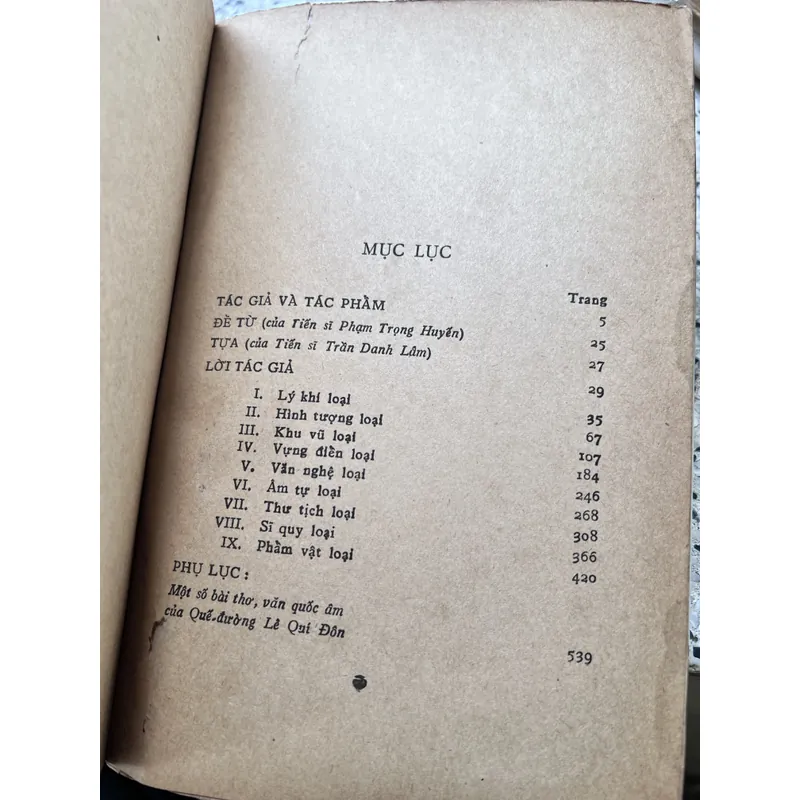 MỤC LỤC
Trang
TÁC GIẢ VÀ TÁC PHẨM 5
ĐỀ TỪ (của Tiến sĩ Phạm Trọng Huyến) 25
TỰA (của Tiến sĩ Trần Danh Lâm) 27
LỜI TÁC GIẢ 29
I. Lý khí loại 35
II. Hình tượng loại 67
III. Khu vũ loại 107
IV. Vựng điển loại 184
V. Văn nghệ loại 246
VI. Âm tự loại 268
VII. Thư tịch loại 308
VIII. Sĩ quy loại 366
IX. Phẩm vật loại 420
PHỤ LỤC :
Một số bài thơ, văn quốc âm
của Quế-đường Lê Quí Đôn 539